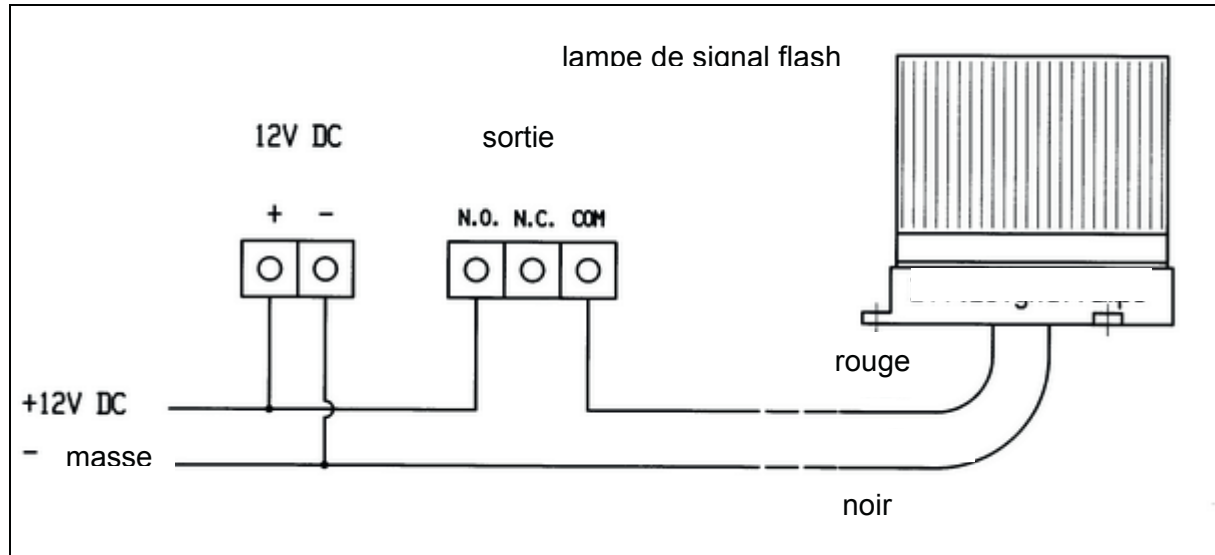 lampe de signal flash
12V DC
sortie
+ -
N.O. N.C. COM
rouge
+12V DC
- masse
noir